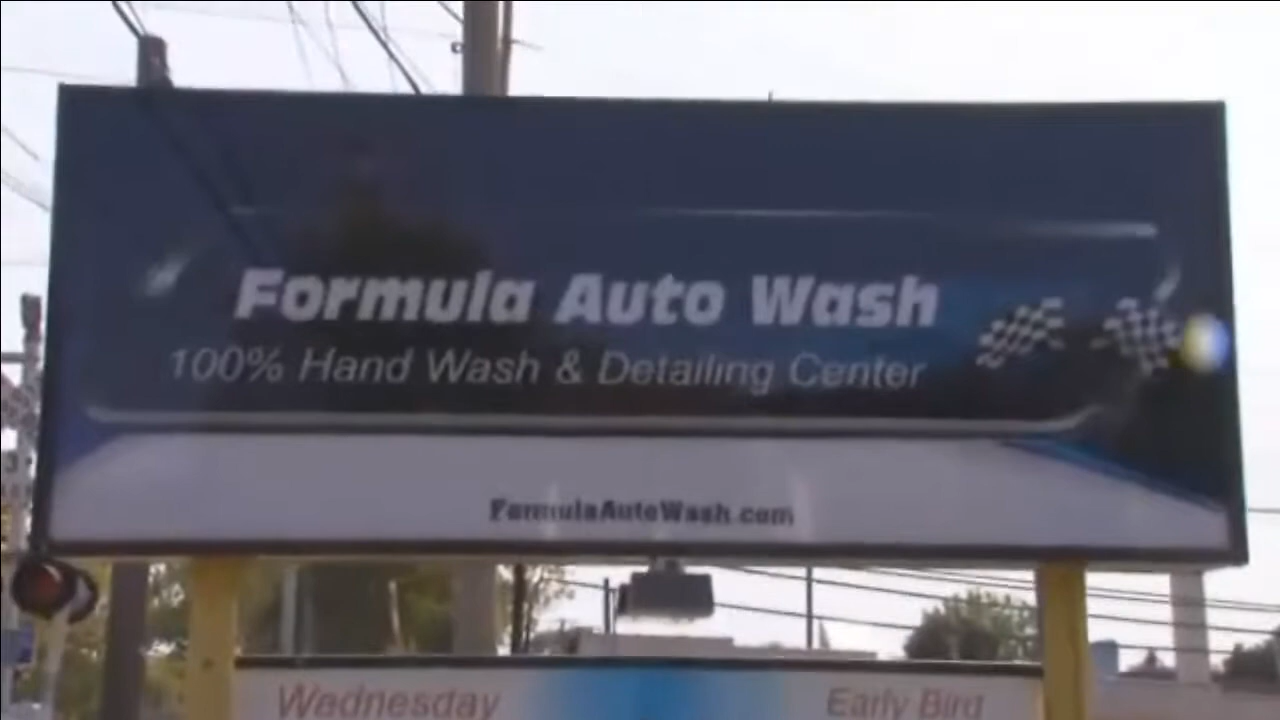 Formula Auto Wash
100% Hand Wash & Detailing Center
FormulaAutoWash.com
Wednesday Early Bird